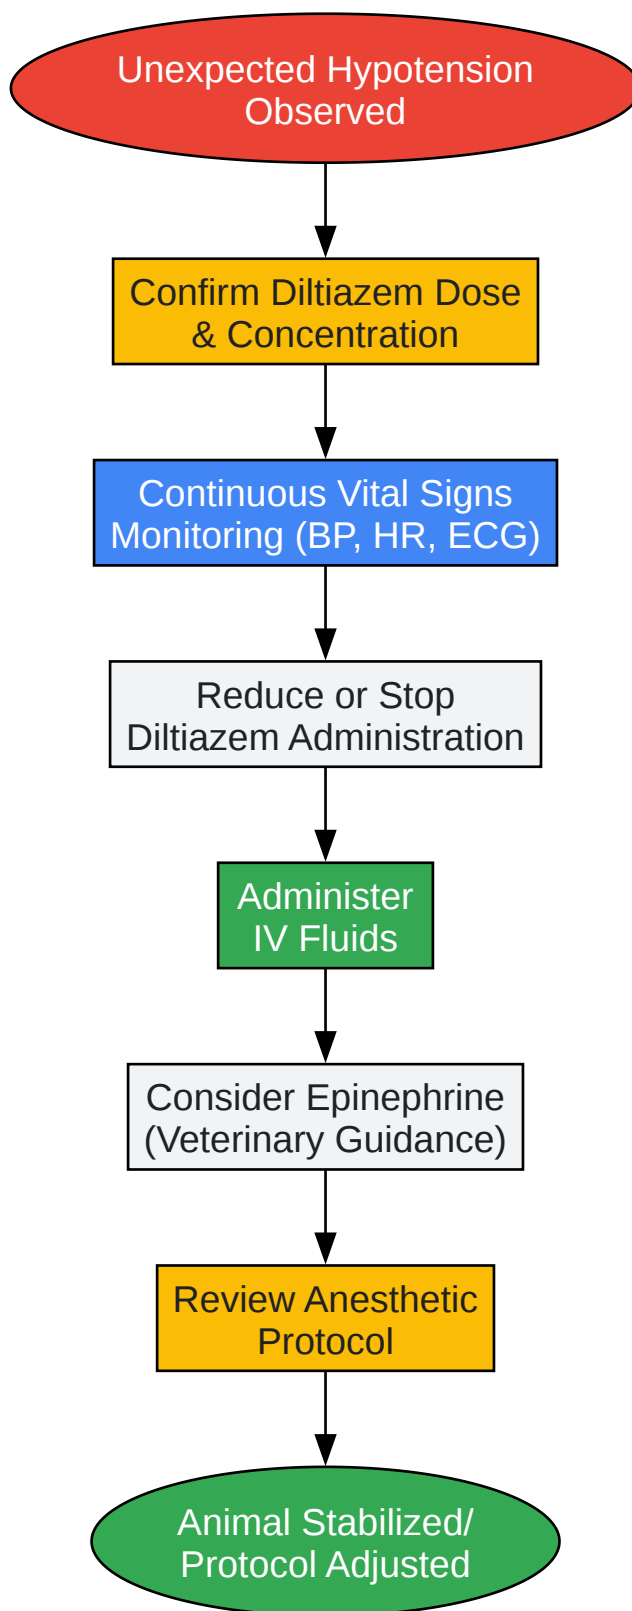 Unexpected Hypotension
Observed
Confirm Diltiazem Dose
& Concentration
Continuous Vital Signs
Monitoring (BP, HR, ECG)
Reduce or Stop
Diltiazem Administration
Administer
IV Fluids
Consider Epinephrine
(Veterinary Guidance)
Review Anesthetic
Protocol
Animal Stabilized/
Protocol Adjusted